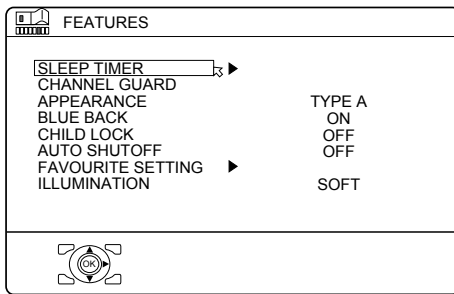 FEATURES
SLEEP TIMER
CHANNEL GUARD
APPEARANCE TYPE A
BLUE BACK ON
CHILD LOCK OFF
AUTO SHUTOFF OFF
FAVOURITE SETTING
ILLUMINATION SOFT
OK